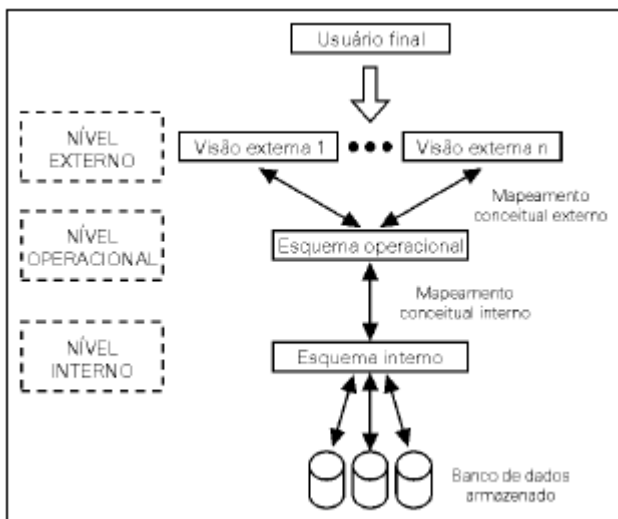 Usuário final
NÍVEL
EXTERNO
Visão externa 1
Visão externa n
Mapeamento
conceitual externo
NÍVEL
OPERACIONAL
Esquema operacional
Mapeamento
conceitual interno
NÍVEL
INTERNO
Esquema interno
Banco de dados
armazenado